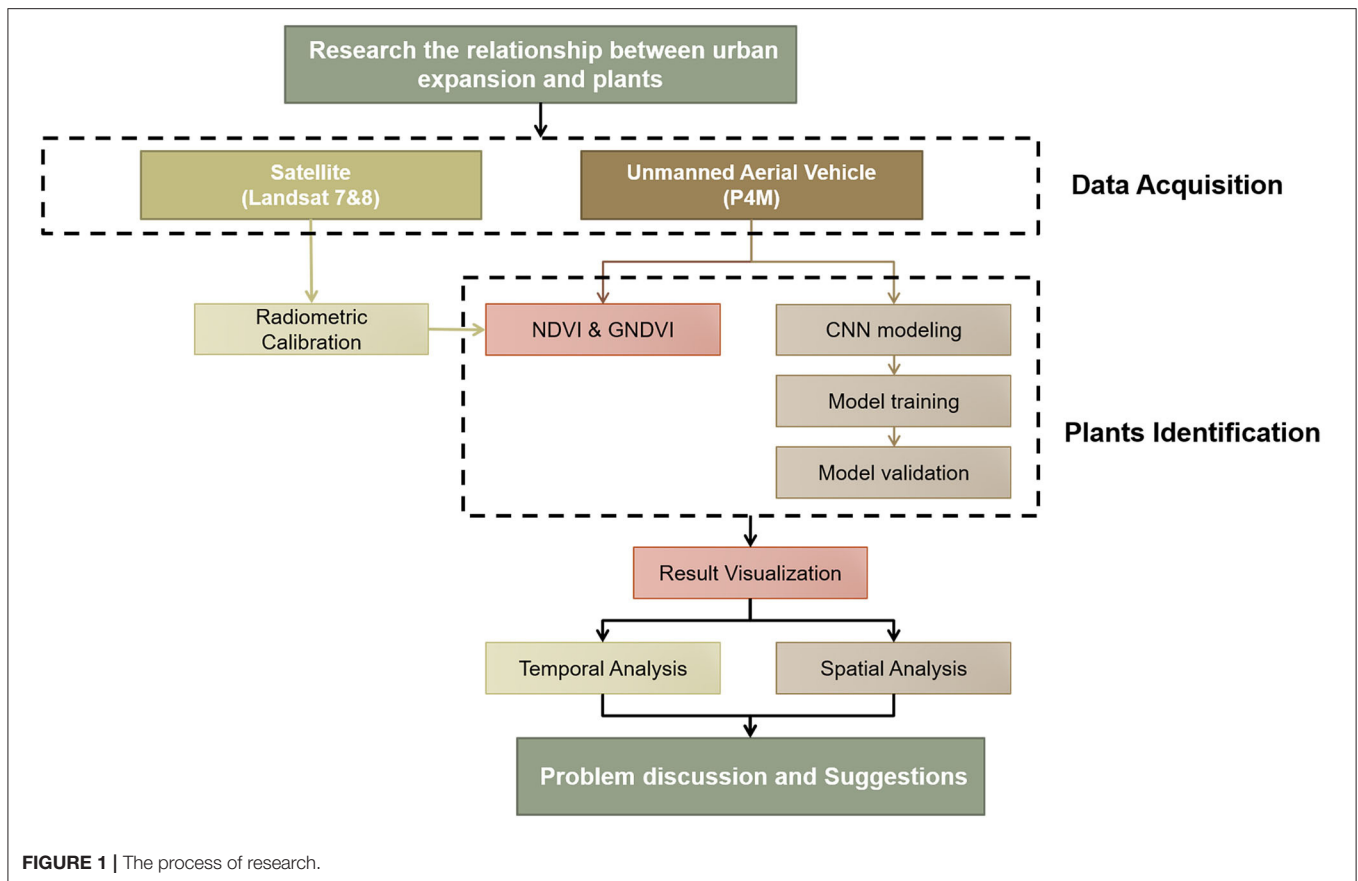 Research the relationship between urban
expansion and plants
Satellite
(Landsat 7&8)
Unmanned Aerial Vehicle
(P4M)
Data Acquisition
Radiometric
Calibration
NDVI & GNDVI
CNN modeling
Model training
Model validation
Plants Identification
Result Visualization
Temporal Analysis
Spatial Analysis
Problem discussion and Suggestions
FIGURE 1 | The process of research.